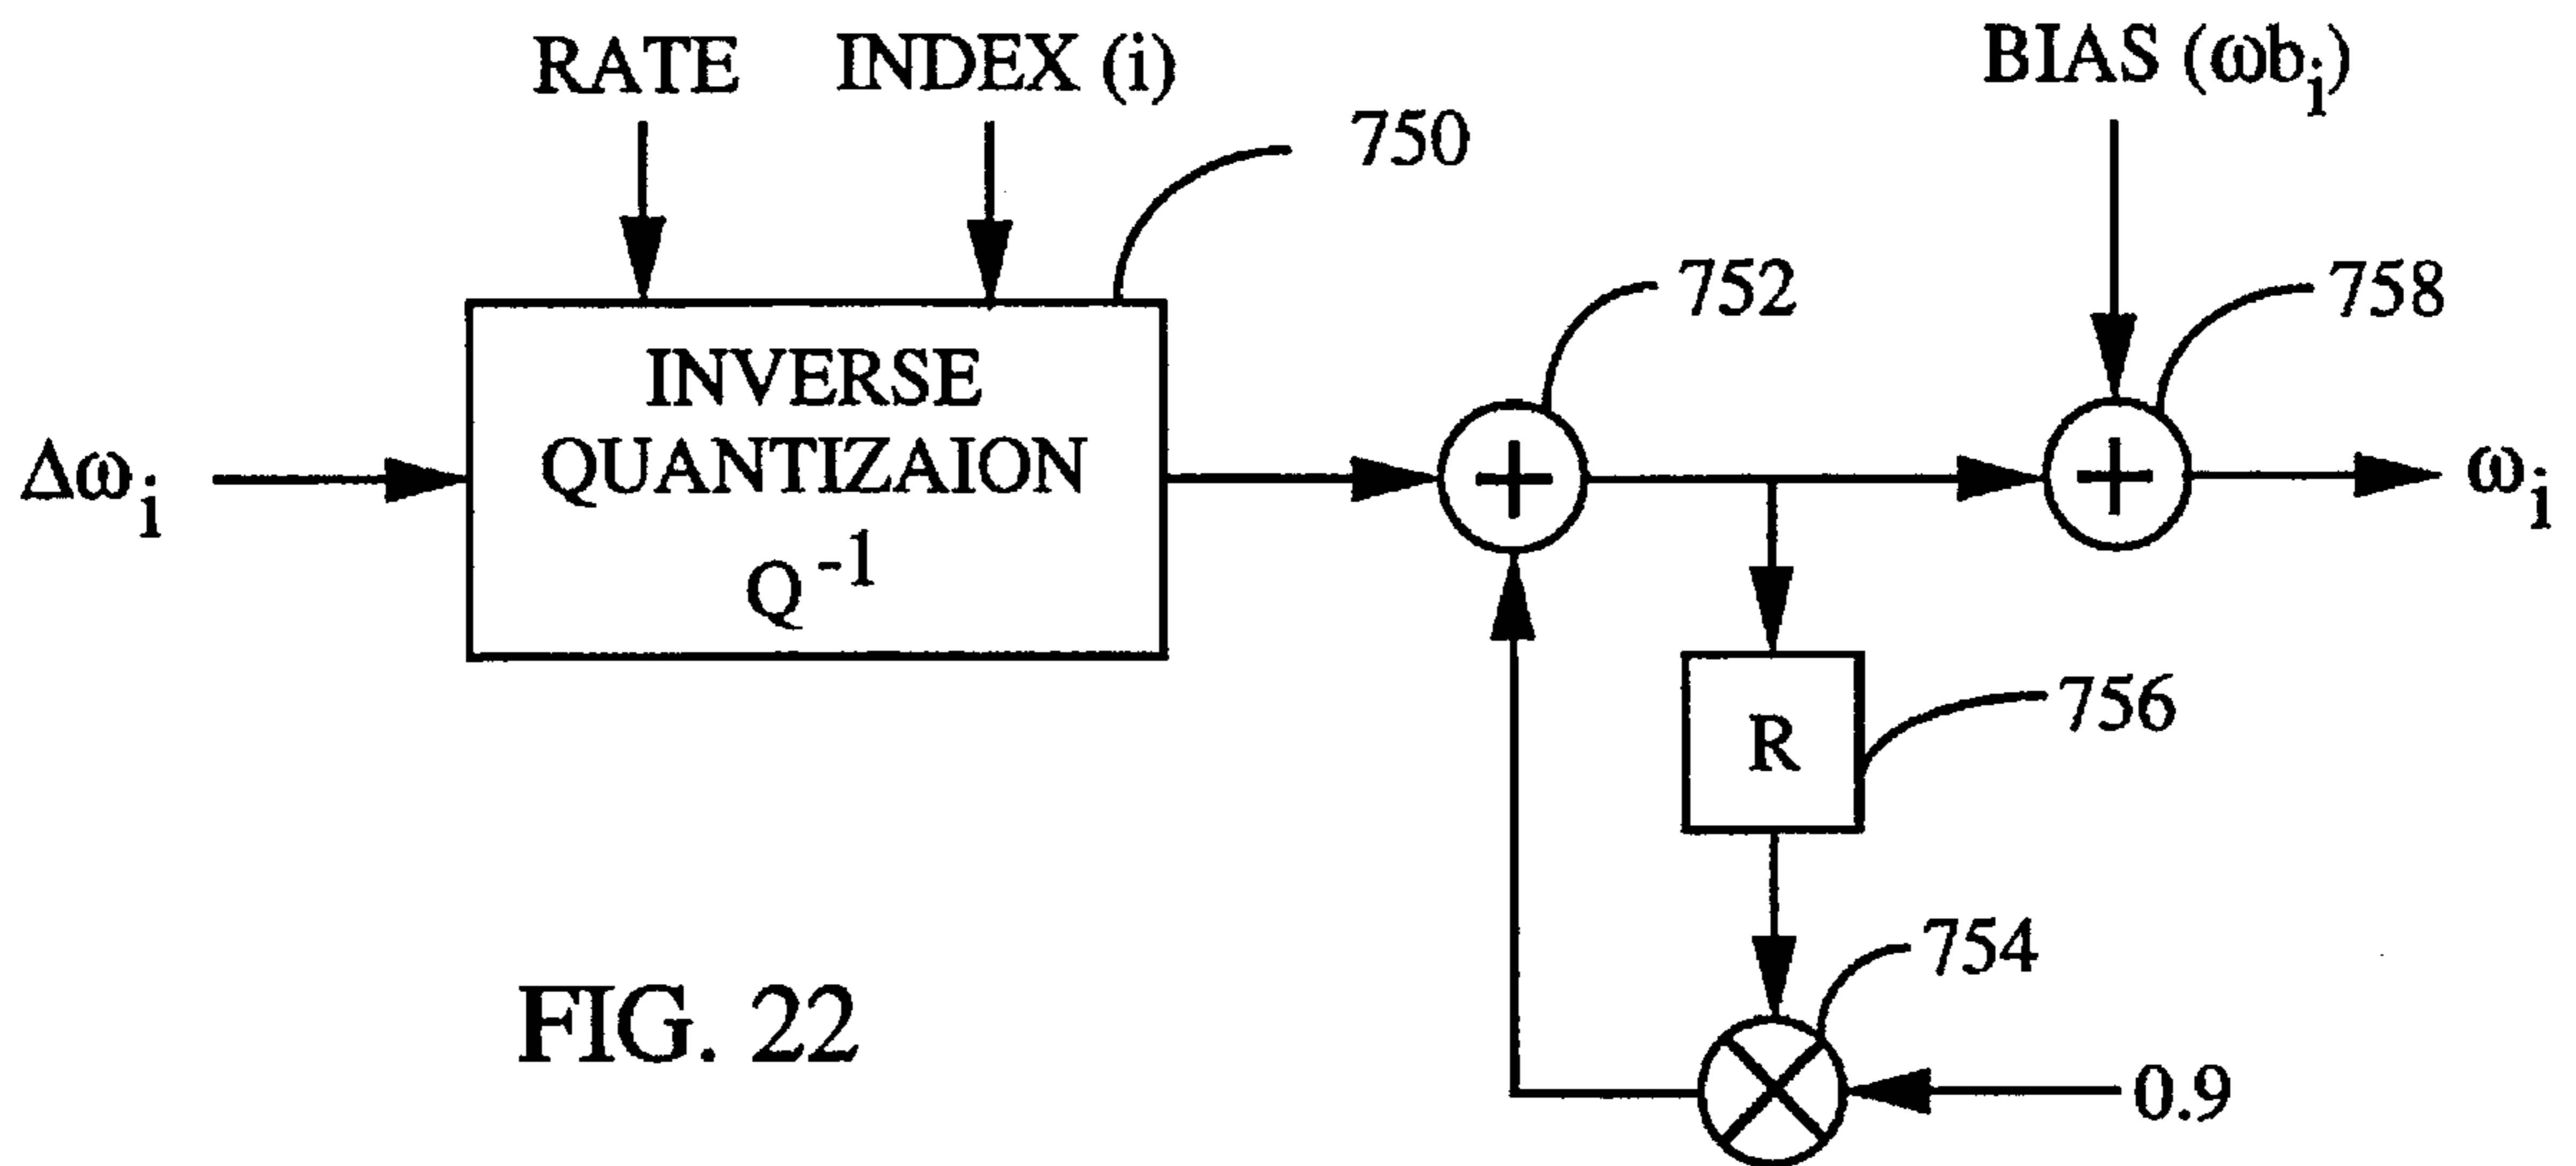 RATE
INDEX (i)
BIAS (ωbᵢ)
750
752
758
INVERSE
QUANTIZAION
Q⁻¹
Δωᵢ
+
+
ωᵢ
R
756
754
0.9
FIG. 22